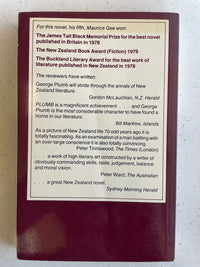 For this novel, his fifth, Maurice Gee won:
The James Tait Black Memorial Prize for the best novel
published in Britain in 1979
The New Zealand Book Award (Fiction) 1979
The Buckland Literary Award for the best work of
literature published in New Zealand in 1978
The reviewers have written:
George Plumb will stride through the annals of New
Zealand literature.
Gordon McLauchlan, N.Z. Herald
PLUMB is a magnificent achievement . . . and George
Plumb is the most considerable character to have found a
home in our literature.
Bill Manhire, Islands
As a picture of New Zealand life 70 odd years ago it is
totally fascinating. As an examination of a man battling with
an over-large conscience it is also totally convincing.
Peter Tinniswood, The Times (London)
. . . a work of high literary art constructed by a writer of
obviously commanding skills, taste, judgement, balance
and moral vision.
Peter Ward, The Australian
. . . a great New Zealand novel.
Sydney Morning Herald